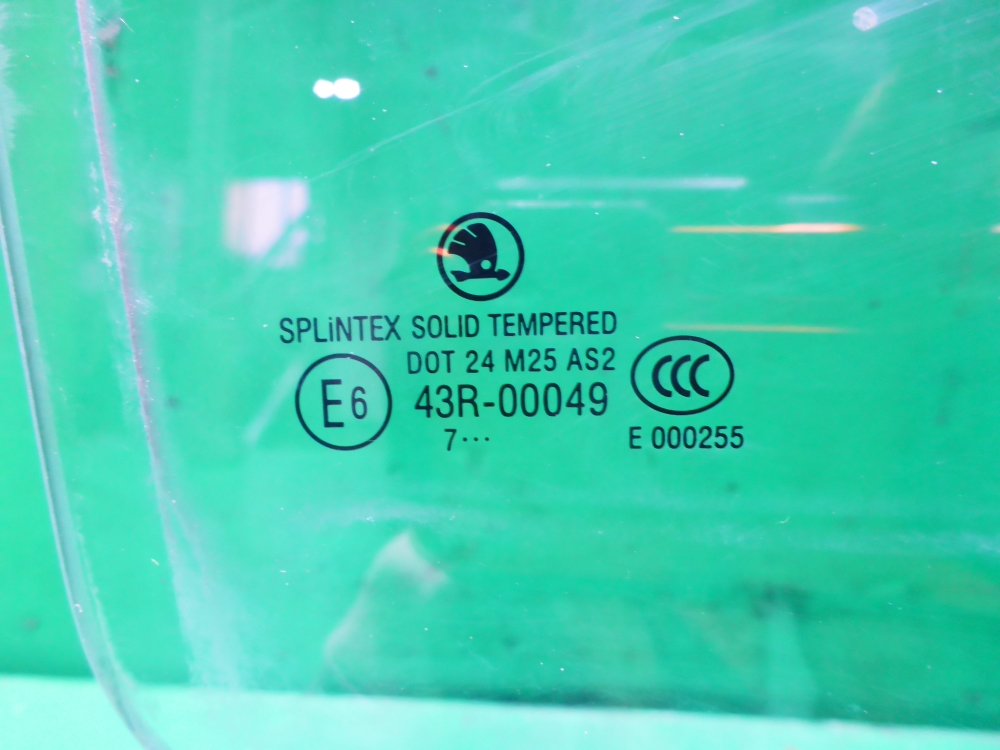 SPLiNTEX SOLID TEMPERED
DOT 24 M25 AS2
E6 43R-00049 CCC
7••• E 000255